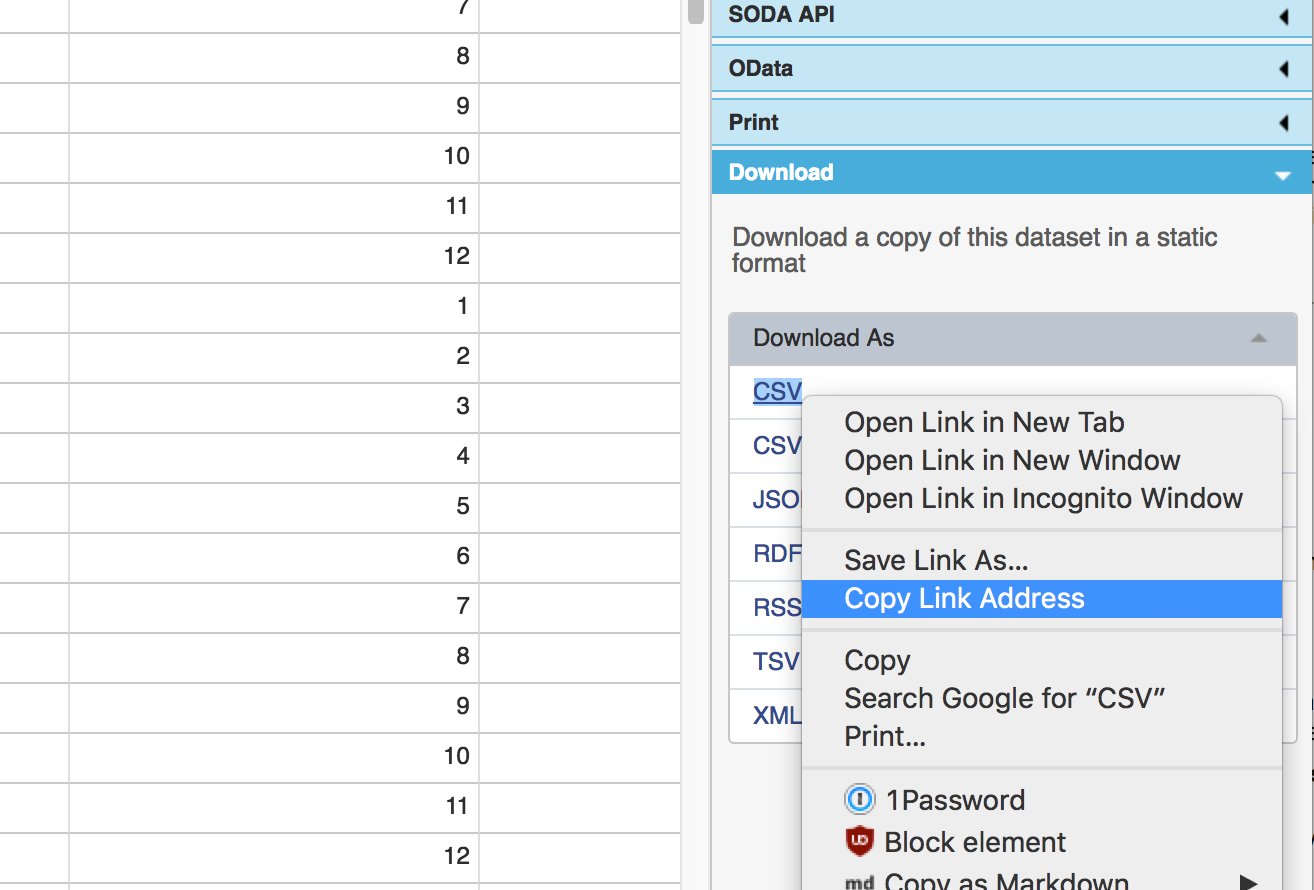 7
8
9
10
11
12
1
2
3
4
5
6
7
8
9
10
11
12
SODA API
OData
Print
Download
Download a copy of this dataset in a static
format
Download As
CSV
CSV
JSO
RDF
RSS
TSV
XML
Open Link in New Tab
Open Link in New Window
Open Link in Incognito Window
Save Link As...
Copy Link Address
Copy
Search Google for “CSV”
Print...
1Password
Block element
md Copy as Markdown